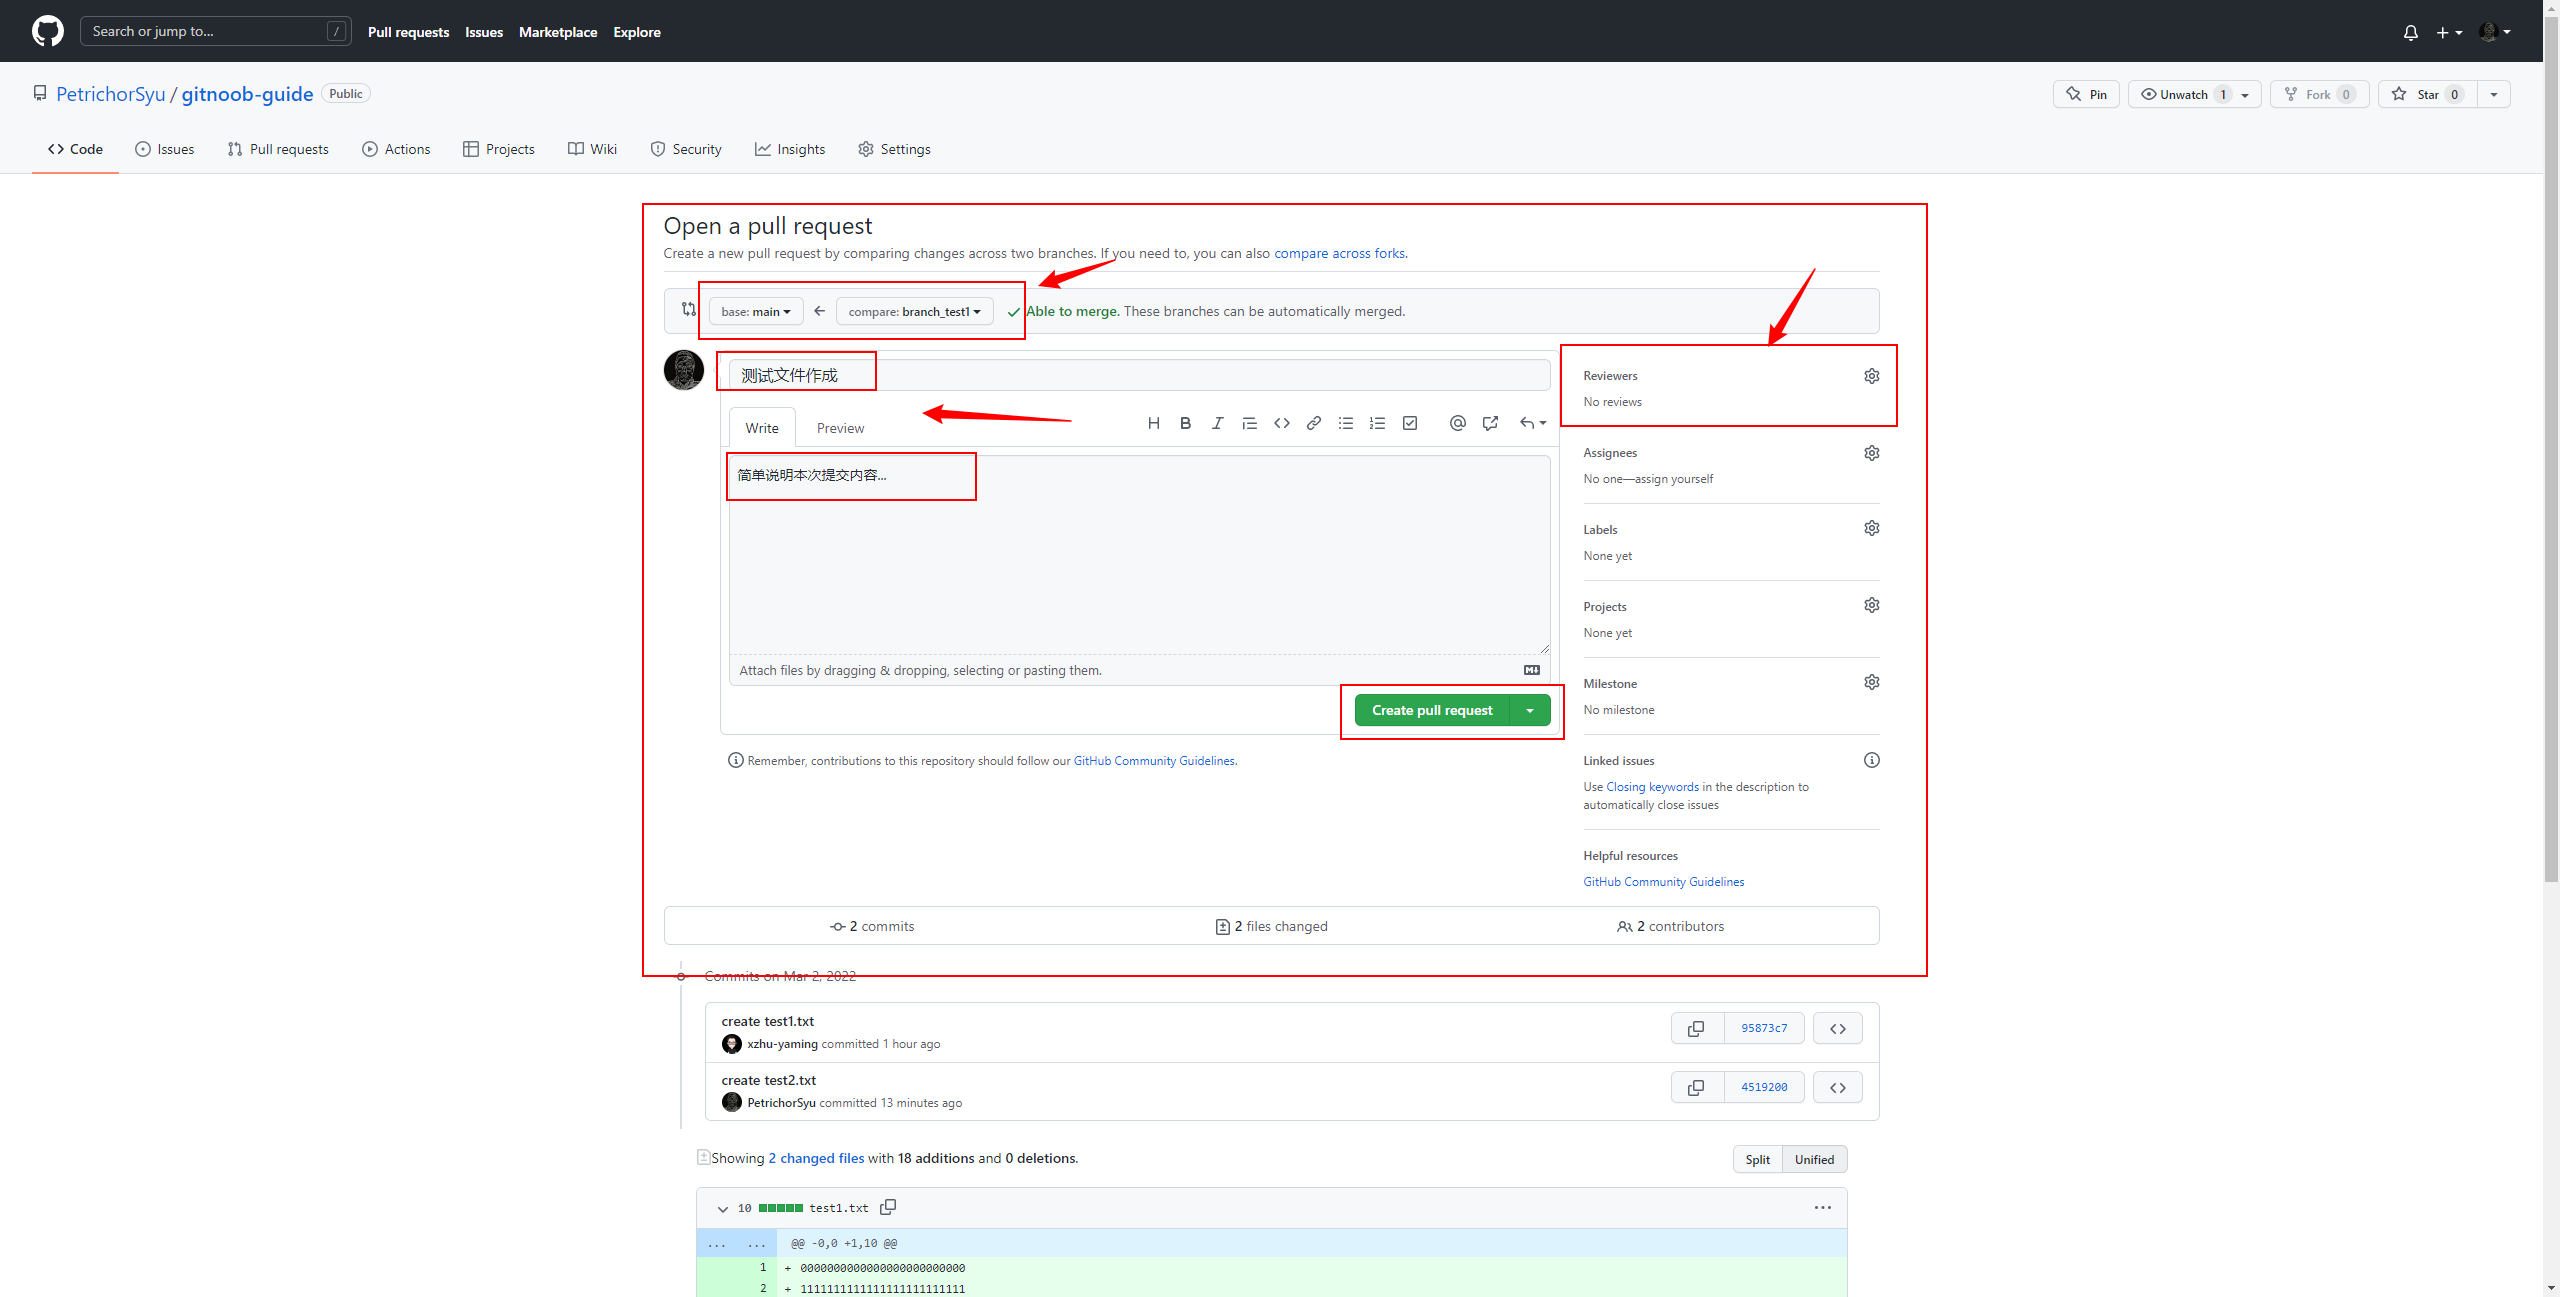 Search or jump to... /
Pull requests Issues Marketplace Explore
PetrichorSyu / gitnoob-guide Public
Pin Unwatch 1 Fork 0 Star 0
Code Issues Pull requests Actions Projects Wiki Security Insights Settings
Open a pull request
Create a new pull request by comparing changes across two branches. If you need to, you can also compare across forks.
base: main compare: branch_test1 Able to merge. These branches can be automatically merged.
测试文件作成
Write Preview
简单说明本次提交内容...
Attach files by dragging & dropping, selecting or pasting them.
Create pull request
Remember, contributions to this repository should follow our GitHub Community Guidelines.
Reviewers
No reviews
Assignees
No one—assign yourself
Labels
None yet
Projects
None yet
Milestone
No milestone
Linked issues
Use Closing keywords in the description to
automatically close issues
Helpful resources
GitHub Community Guidelines
2 commits 2 files changed 2 contributors
Commits on Mar 2, 2022
create test1.txt
xzhu-yaming committed 1 hour ago
95873c7
create test2.txt
PetrichorSyu committed 13 minutes ago
4519200
Showing 2 changed files with 18 additions and 0 deletions.
Split Unified
10 test1.txt ...
... ... @@ -0,0 +1,10 @@
1 + 0000000000000000000000000
2 + 1111111111111111111111111